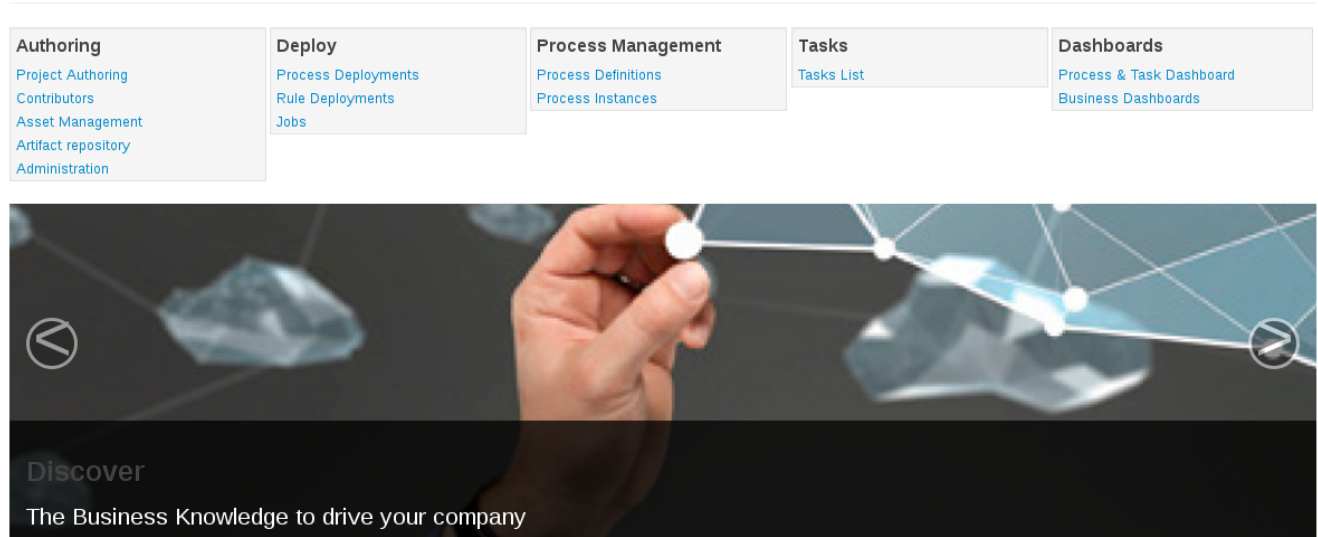 Authoring
Project Authoring
Contributors
Asset Management
Artifact repository
Administration
Deploy
Process Deployments
Rule Deployments
Jobs
Process Management
Process Definitions
Process Instances
Tasks
Tasks List
Dashboards
Process & Task Dashboard
Business Dashboards
Discover
The Business Knowledge to drive your company